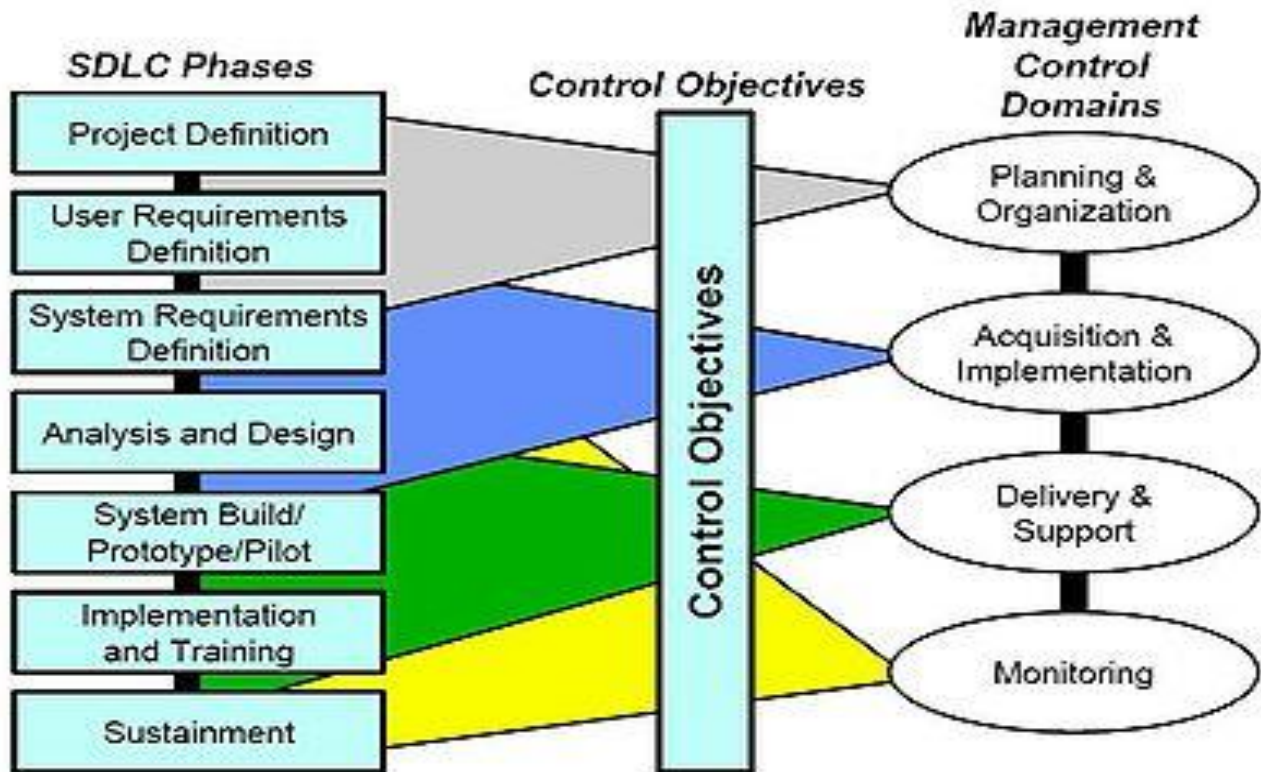 SDLC Phases
Control Objectives
Management
Control
Domains
Project Definition
User Requirements
Definition
System Requirements
Definition
Analysis and Design
System Build/
Prototype/Pilot
Implementation
and Training
Sustainment
Control Objectives
Planning &
Organization
Acquisition &
Implementation
Delivery &
Support
Monitoring